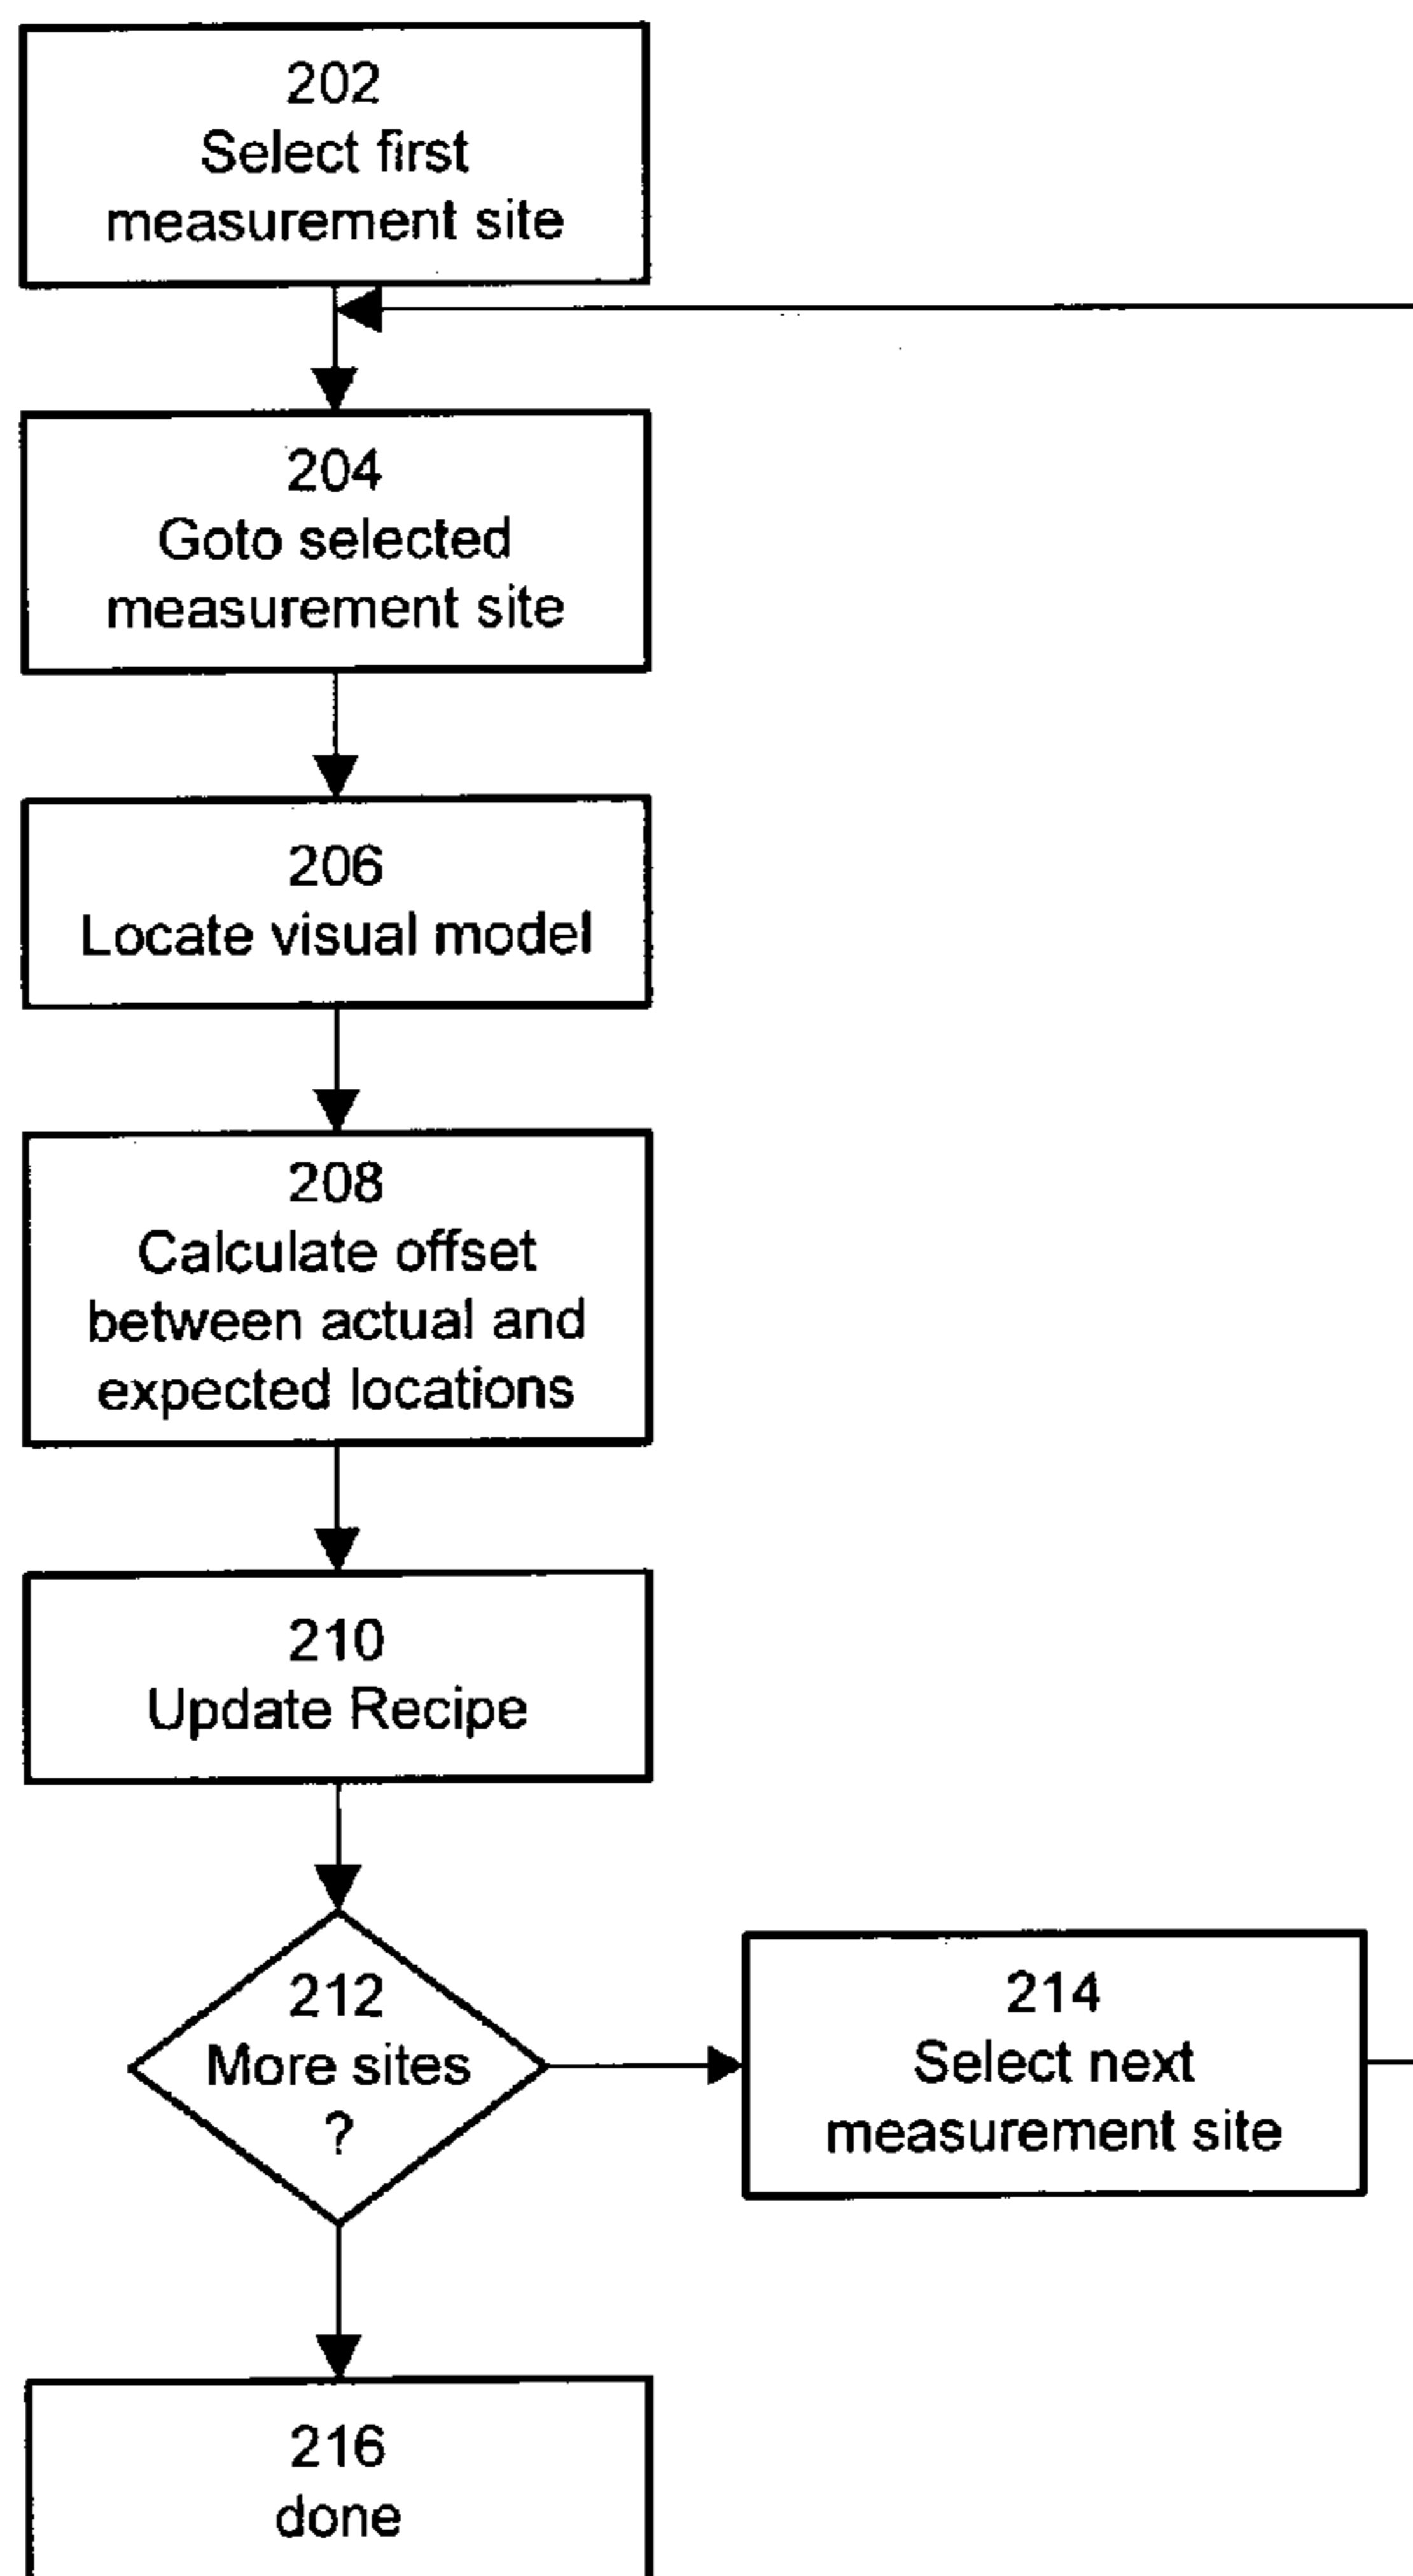 202
Select first
measurement site
204
Goto selected
measurement site
206
Locate visual model
208
Calculate offset
between actual and
expected locations
210
Update Recipe
212
More sites
?
214
Select next
measurement site
216
done